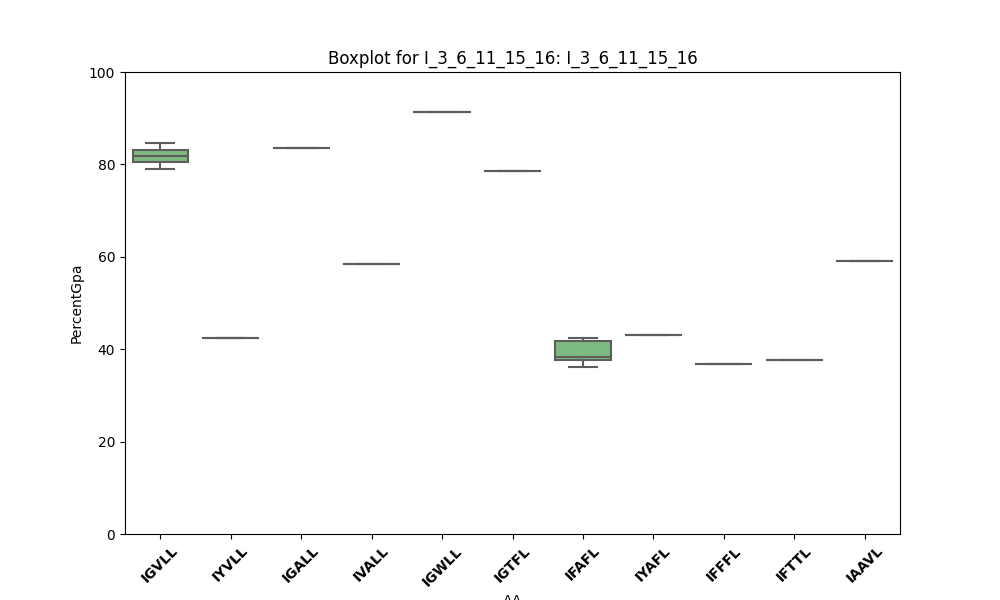 Boxplot for I_3_6_11_15_16: I_3_6_11_15_16
100
80
60
40
20
0
PercentGpa
IGVLL
IYVLL
IGALL
IVALL
IGWLL
IGTFL
IFAFL
IYAFL
IFFFL
IFTTL
IAAVL
AA